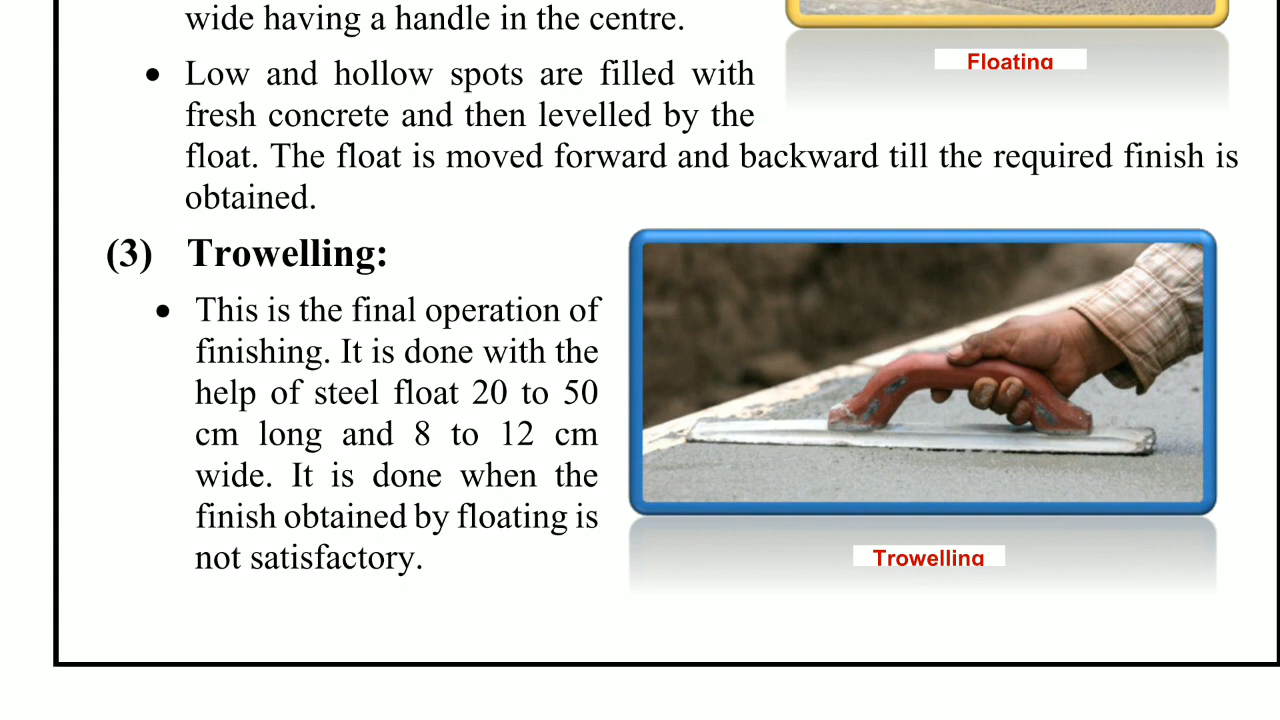 wide having a handle in the centre.
Floating
• Low and hollow spots are filled with
fresh concrete and then levelled by the
float. The float is moved forward and backward till the required finish is
obtained.
(3) Trowelling:
• This is the final operation of
finishing. It is done with the
help of steel float 20 to 50
cm long and 8 to 12 cm
wide. It is done when the
finish obtained by floating is
not satisfactory.
Trowelling